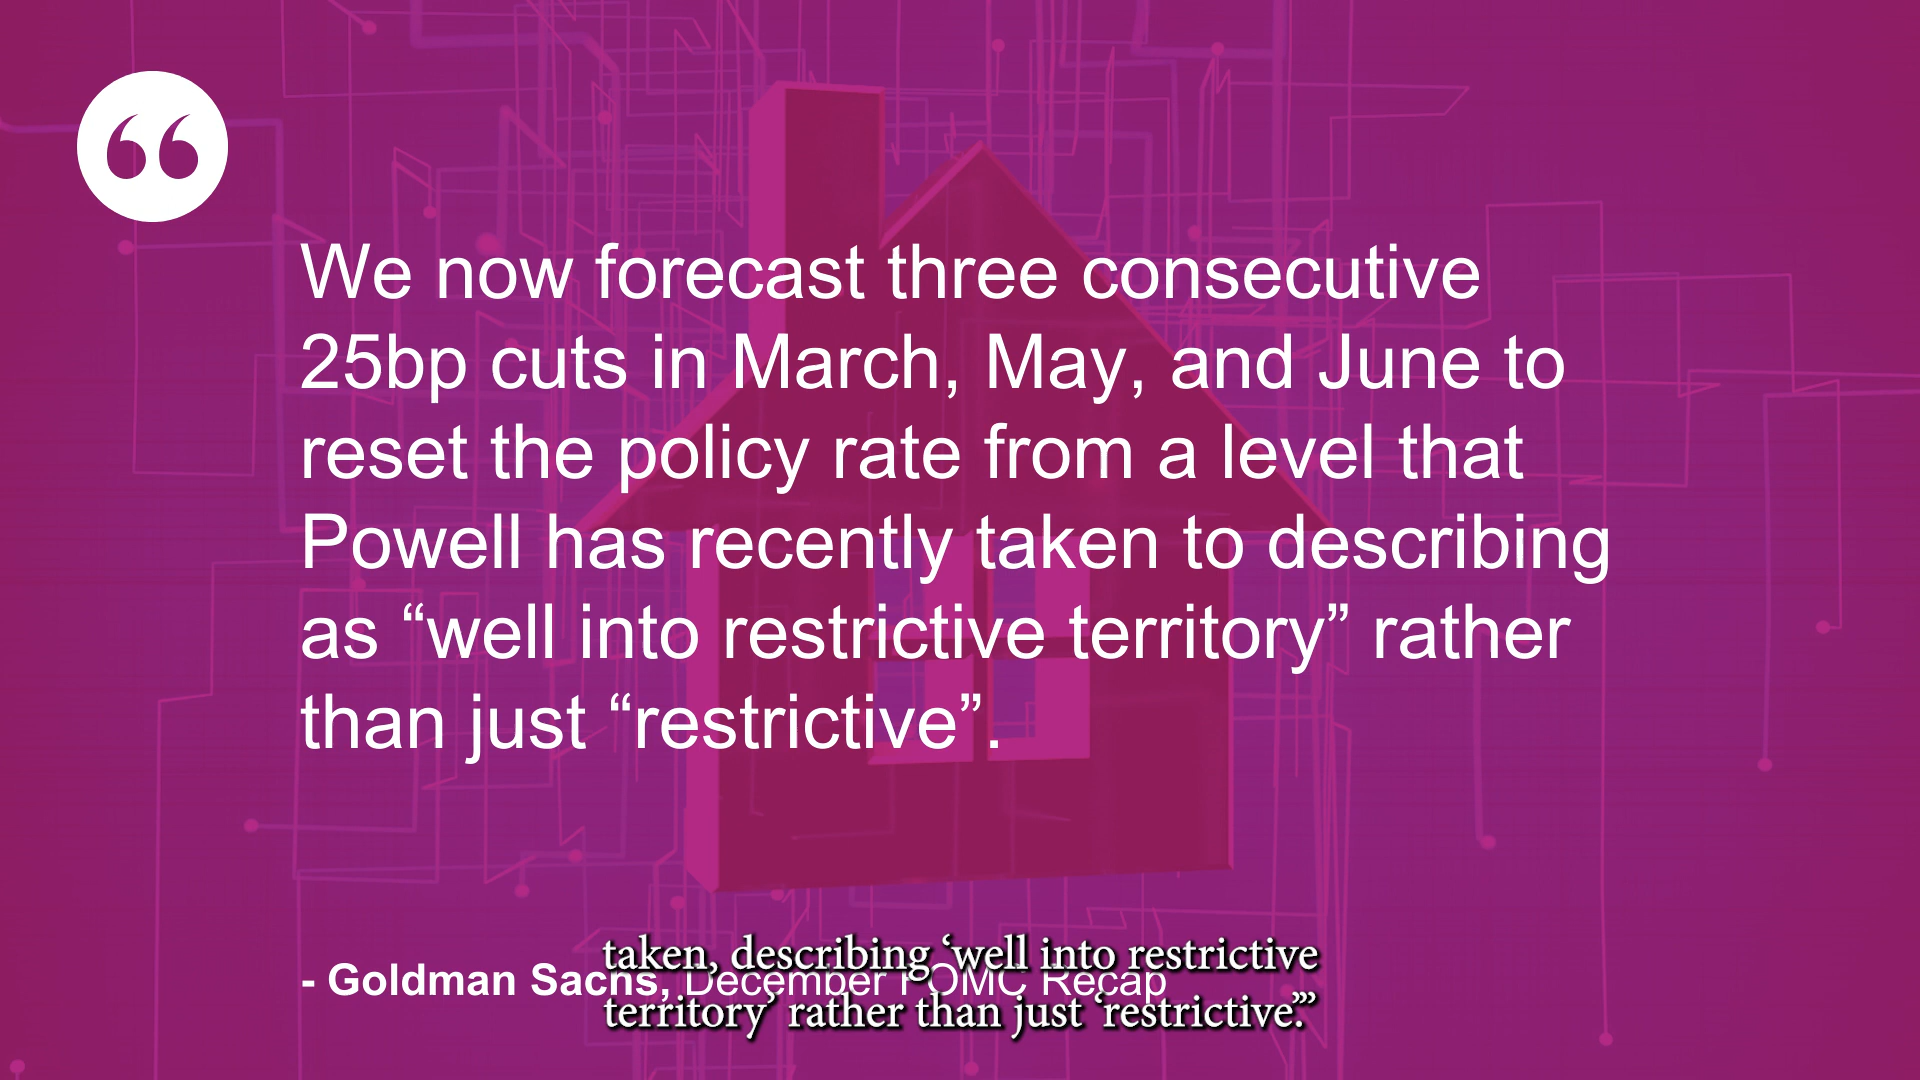 “
We now forecast three consecutive
25bp cuts in March, May, and June to
reset the policy rate from a level that
Powell has recently taken to describing
as “well into restrictive territory” rather
than just “restrictive”.
- Goldman Sachs, December FOMC Recap
taken, describing ‘well into restrictive
territory’ rather than just ‘restrictive.’”